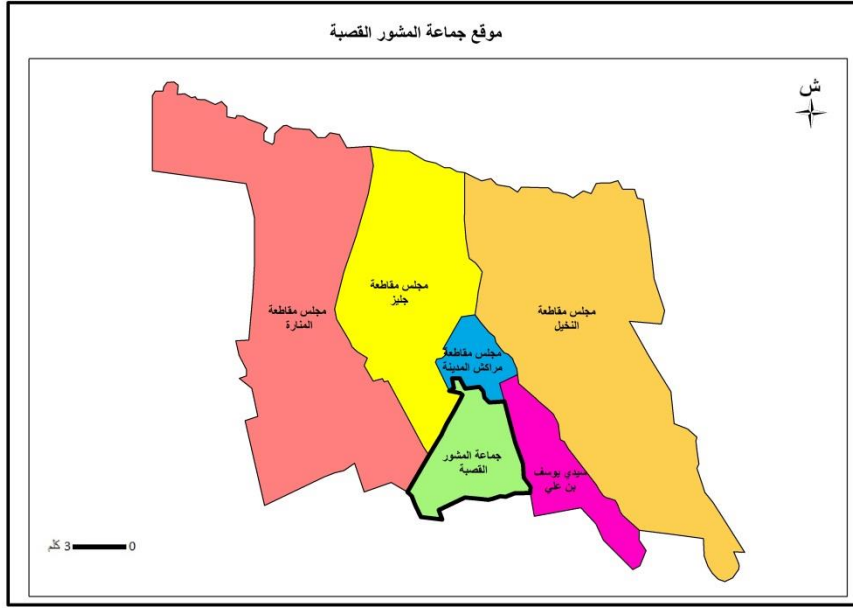 موقع جماعة المشور القصبة
ش
مجلس مقاطعة
جليز
مجلس مقاطعة
المنارة
مجلس مقاطعة
النخيل
مجلس مقاطعة
مراكش المدينة
جماعة المشور
القصبة
سيدي يوسف
بن علي
0 3 كلم